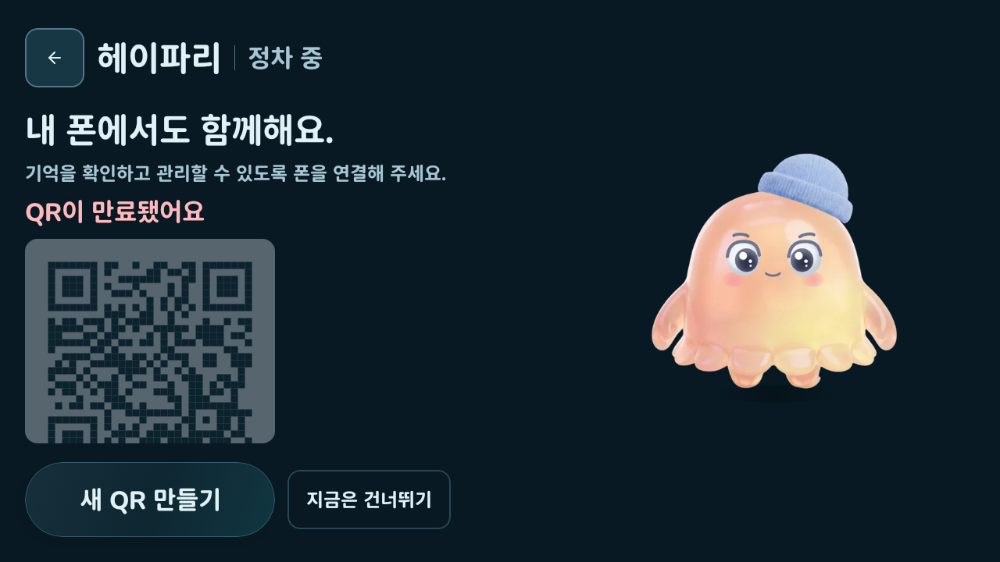 헤이파리
정차 중
내 폰에서도 함께해요.
기억을 확인하고 관리할 수 있도록 폰을 연결해 주세요.
QR이 만료됐어요
새 QR 만들기
지금은 건너뛰기